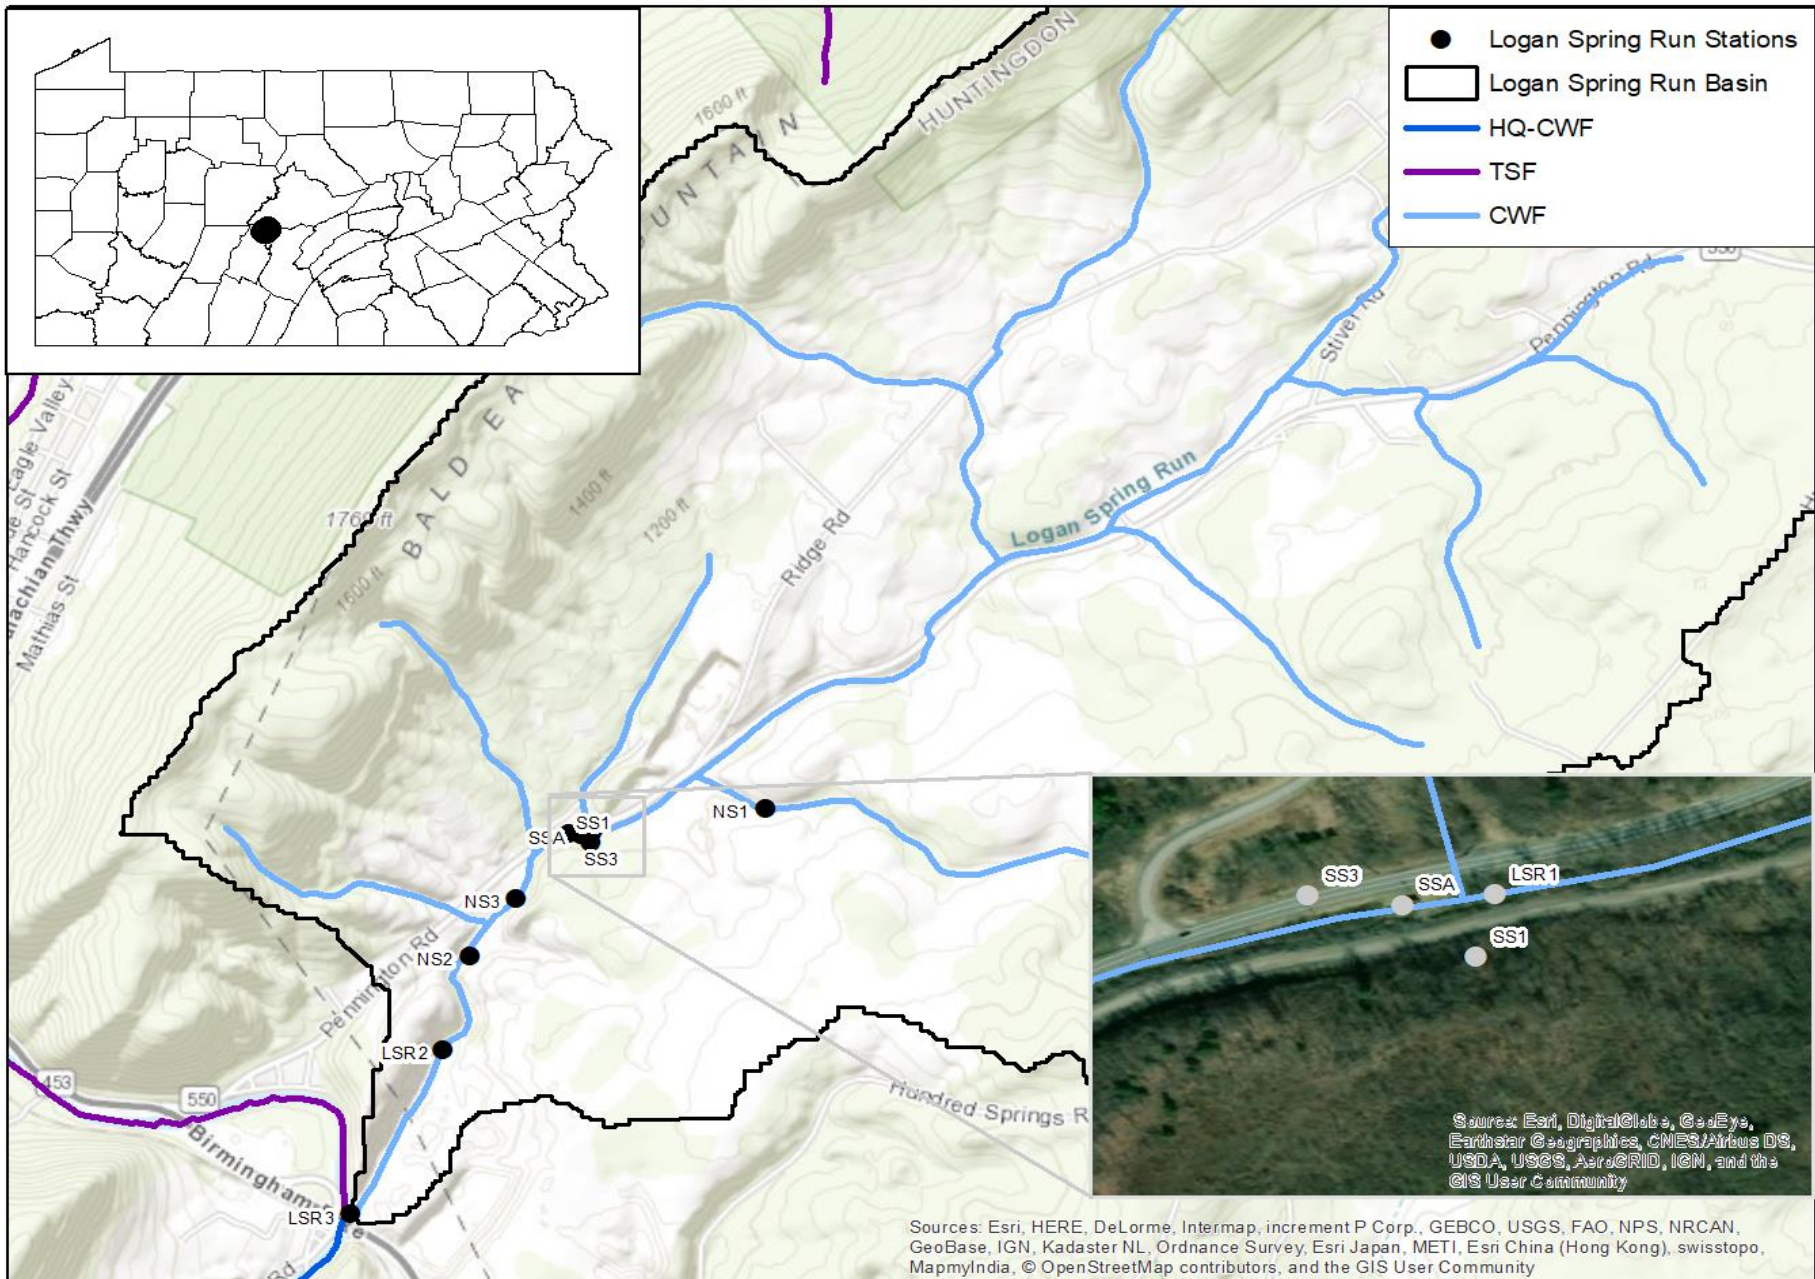 Logan Spring Run Stations
Logan Spring Run Basin
HQ-CWF
TSF
CWF
HUNTINGDON
1600 ft
UNTAIN
BALD EA
1760 ft
1400 ft
1200 ft
1600 ft
Eagle Valley
Hancock St
Mathias St
Ridge Rd
Stiver Rd
Pennington Rd
Logan Spring Run
NS1
SS1
SSA
SS3
NS3
NS2
Pennington Rd
LSR2
453
550
Birmingham
LSR3
Rd
Hundred Springs R
SS3
SSA
LSR1
SS1
Source: Esri, DigitalGlobe, GeoEye,
Earthstar Geographics, CNES/Airbus DS,
USDA, USGS, AeroGRID, IGN, and the
GIS User Community
Sources: Esri, HERE, DeLorme, Intermap, increment P Corp., GEBCO, USGS, FAO, NPS, NRCAN,
GeoBase, IGN, Kadaster NL, Ordnance Survey, Esri Japan, METI, Esri China (Hong Kong), swisstopo,
MapmyIndia, © OpenStreetMap contributors, and the GIS User Community